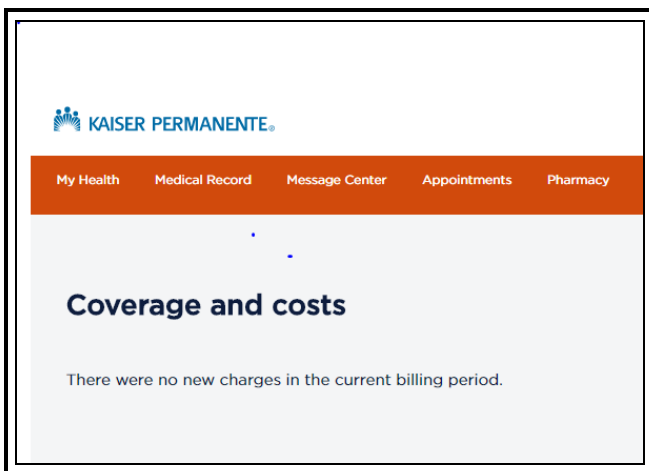 KAISER PERMANENTE®
My Health Medical Record Message Center Appointments Pharmacy
Coverage and costs
There were no new charges in the current billing period.